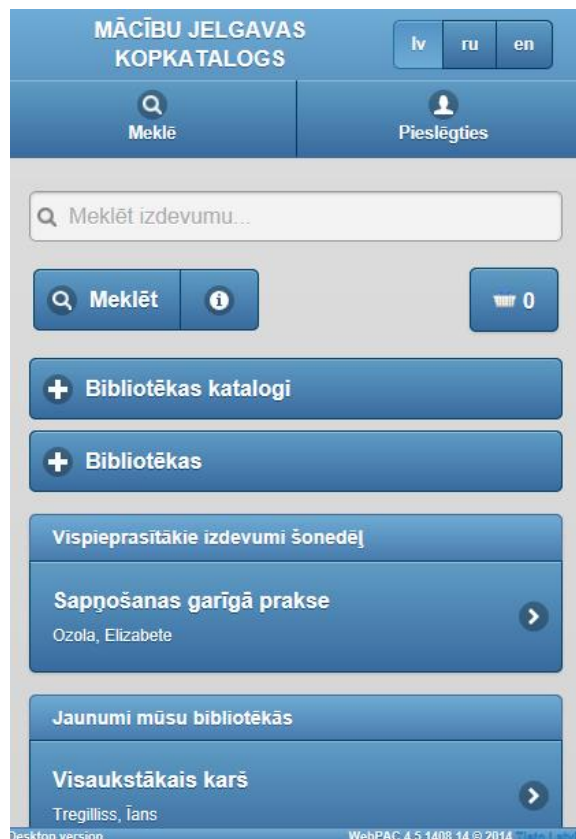 MĀCĪBU JELGAVAS
KOPKATALOGS
lv ru en
Meklē Pieslēgties
Meklēt izdevumu...
Meklēt 0
Bibliotēkas katalogi
Bibliotēkas
Vispieprasītākie izdevumi šonedēļ
Sapņošanas garīgā prakse
Ozola, Elizabete
Jaunumi mūsu bibliotēkās
Visaukstākais karš
Tregilliss, Īans
Desktop version WebPAC 4.5.1408.14 © 2014